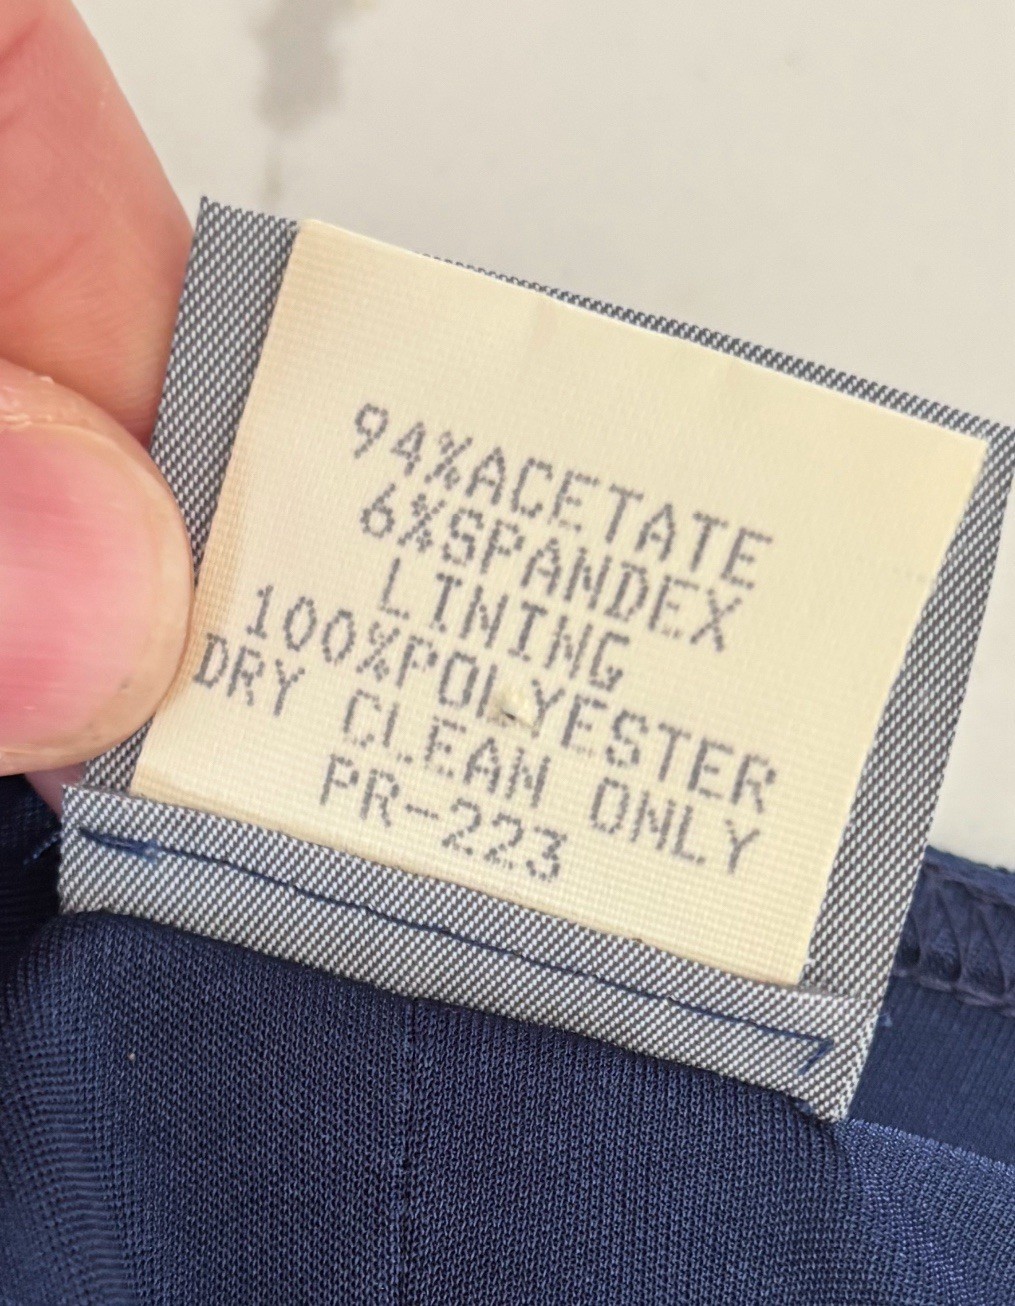 94%ACETATE
6%SPANDEX
LINING
100%POLYESTER
DRY CLEAN ONLY
PR-223